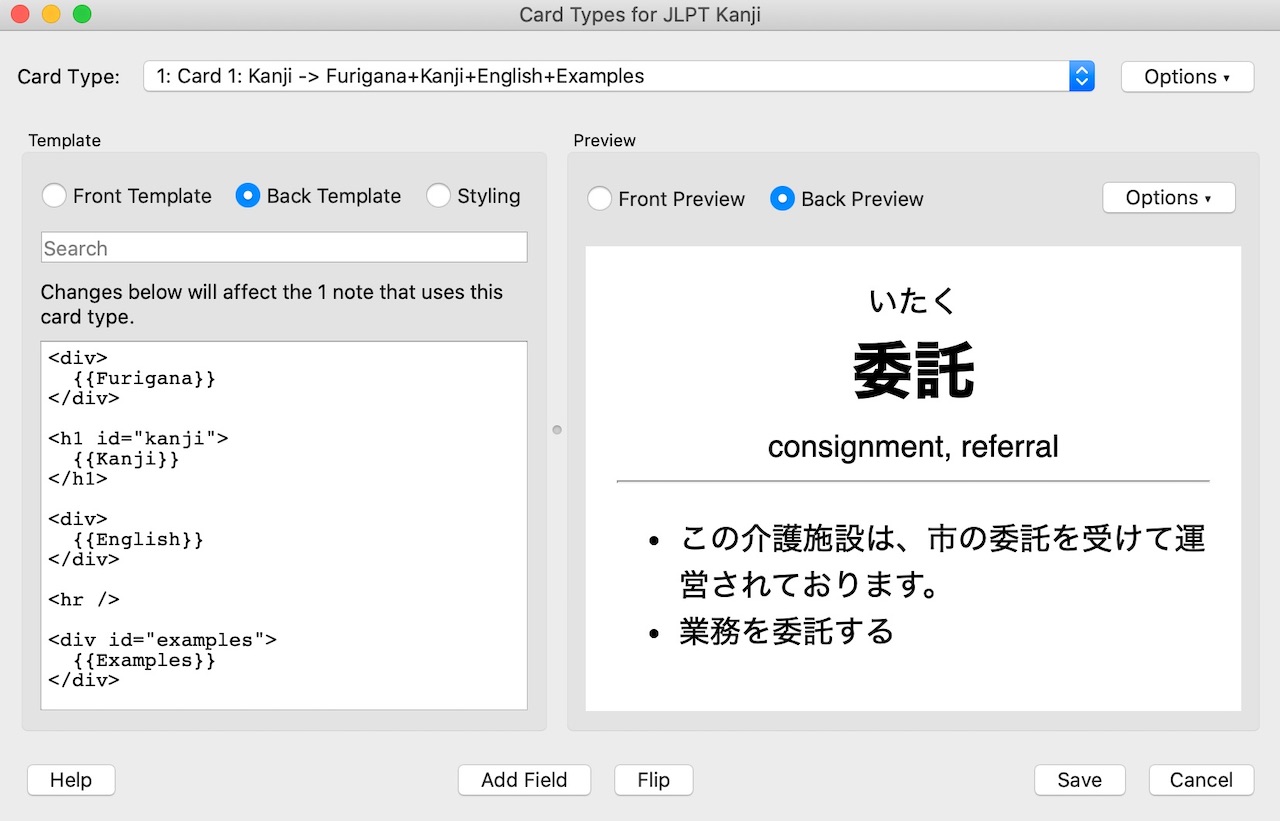 Card Types for JLPT Kanji
Card Type:
1: Card 1: Kanji -> Furigana+Kanji+English+Examples
Options ▾
Template
Front Template
Back Template
Styling
Search
Changes below will affect the 1 note that uses this
card type.
<div>
  {{Furigana}}
</div>
<h1 id="kanji">
  {{Kanji}}
</h1>
<div>
  {{English}}
</div>
<hr />
<div id="examples">
  {{Examples}}
</div>
Preview
Front Preview
Back Preview
Options ▾
いたく
委託
consignment, referral
• この介護施設は、市の委託を受けて運
営されております。
• 業務を委託する
Help
Add Field
Flip
Save
Cancel